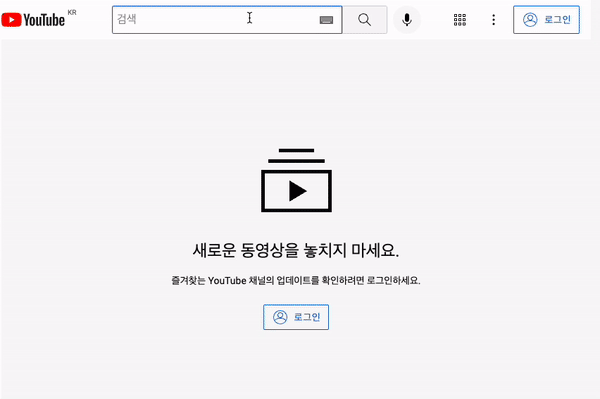 YouTube KR
검색
로그인
새로운 동영상을 놓치지 마세요.
즐겨찾는 YouTube 채널의 업데이트를 확인하려면 로그인하세요.
로그인